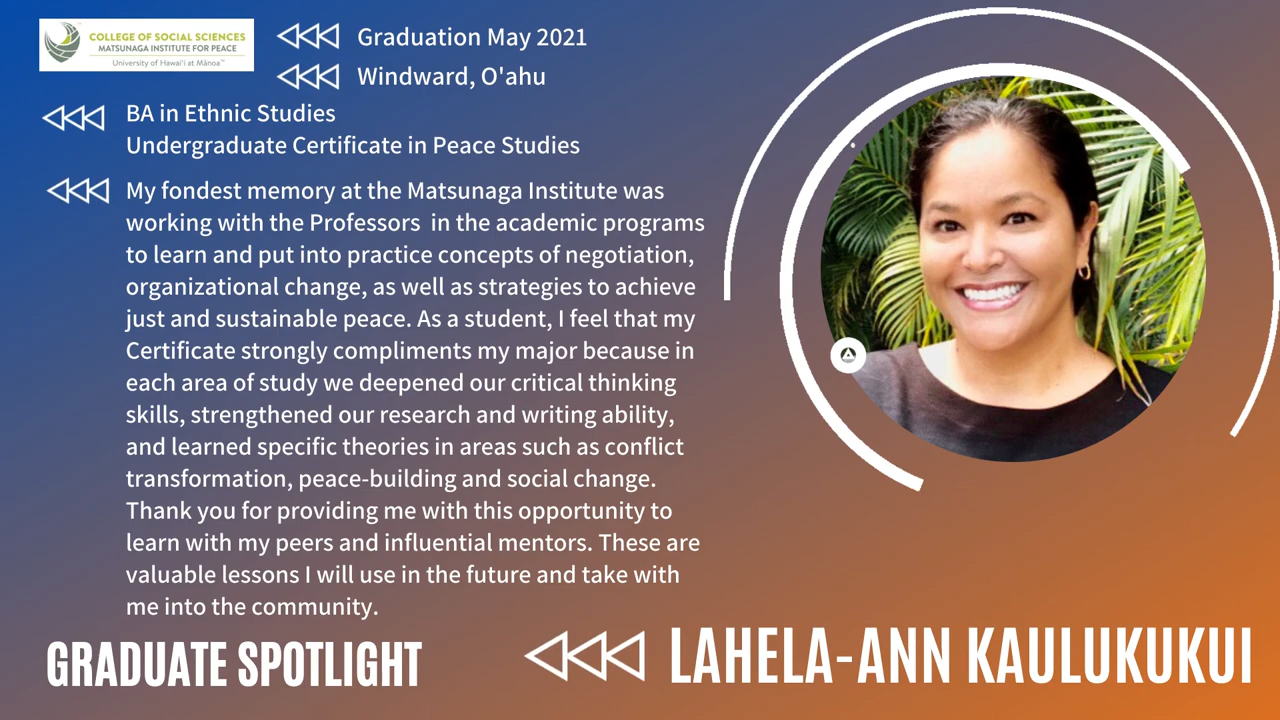 COLLEGE OF SOCIAL SCIENCES
MATSUNAGA INSTITUTE FOR PEACE
University of Hawai'i at Mānoa™
Graduation May 2021
Windward, O'ahu
BA in Ethnic Studies
Undergraduate Certificate in Peace Studies
My fondest memory at the Matsunaga Institute was
working with the Professors  in the academic programs
to learn and put into practice concepts of negotiation,
organizational change, as well as strategies to achieve
just and sustainable peace. As a student, I feel that my
Certificate strongly compliments my major because in
each area of study we deepened our critical thinking
skills, strengthened our research and writing ability,
and learned specific theories in areas such as conflict
transformation, peace-building and social change.
Thank you for providing me with this opportunity to
learn with my peers and influential mentors. These are
valuable lessons I will use in the future and take with
me into the community.
GRADUATE SPOTLIGHT
LAHELA-ANN KAULUKUKUI